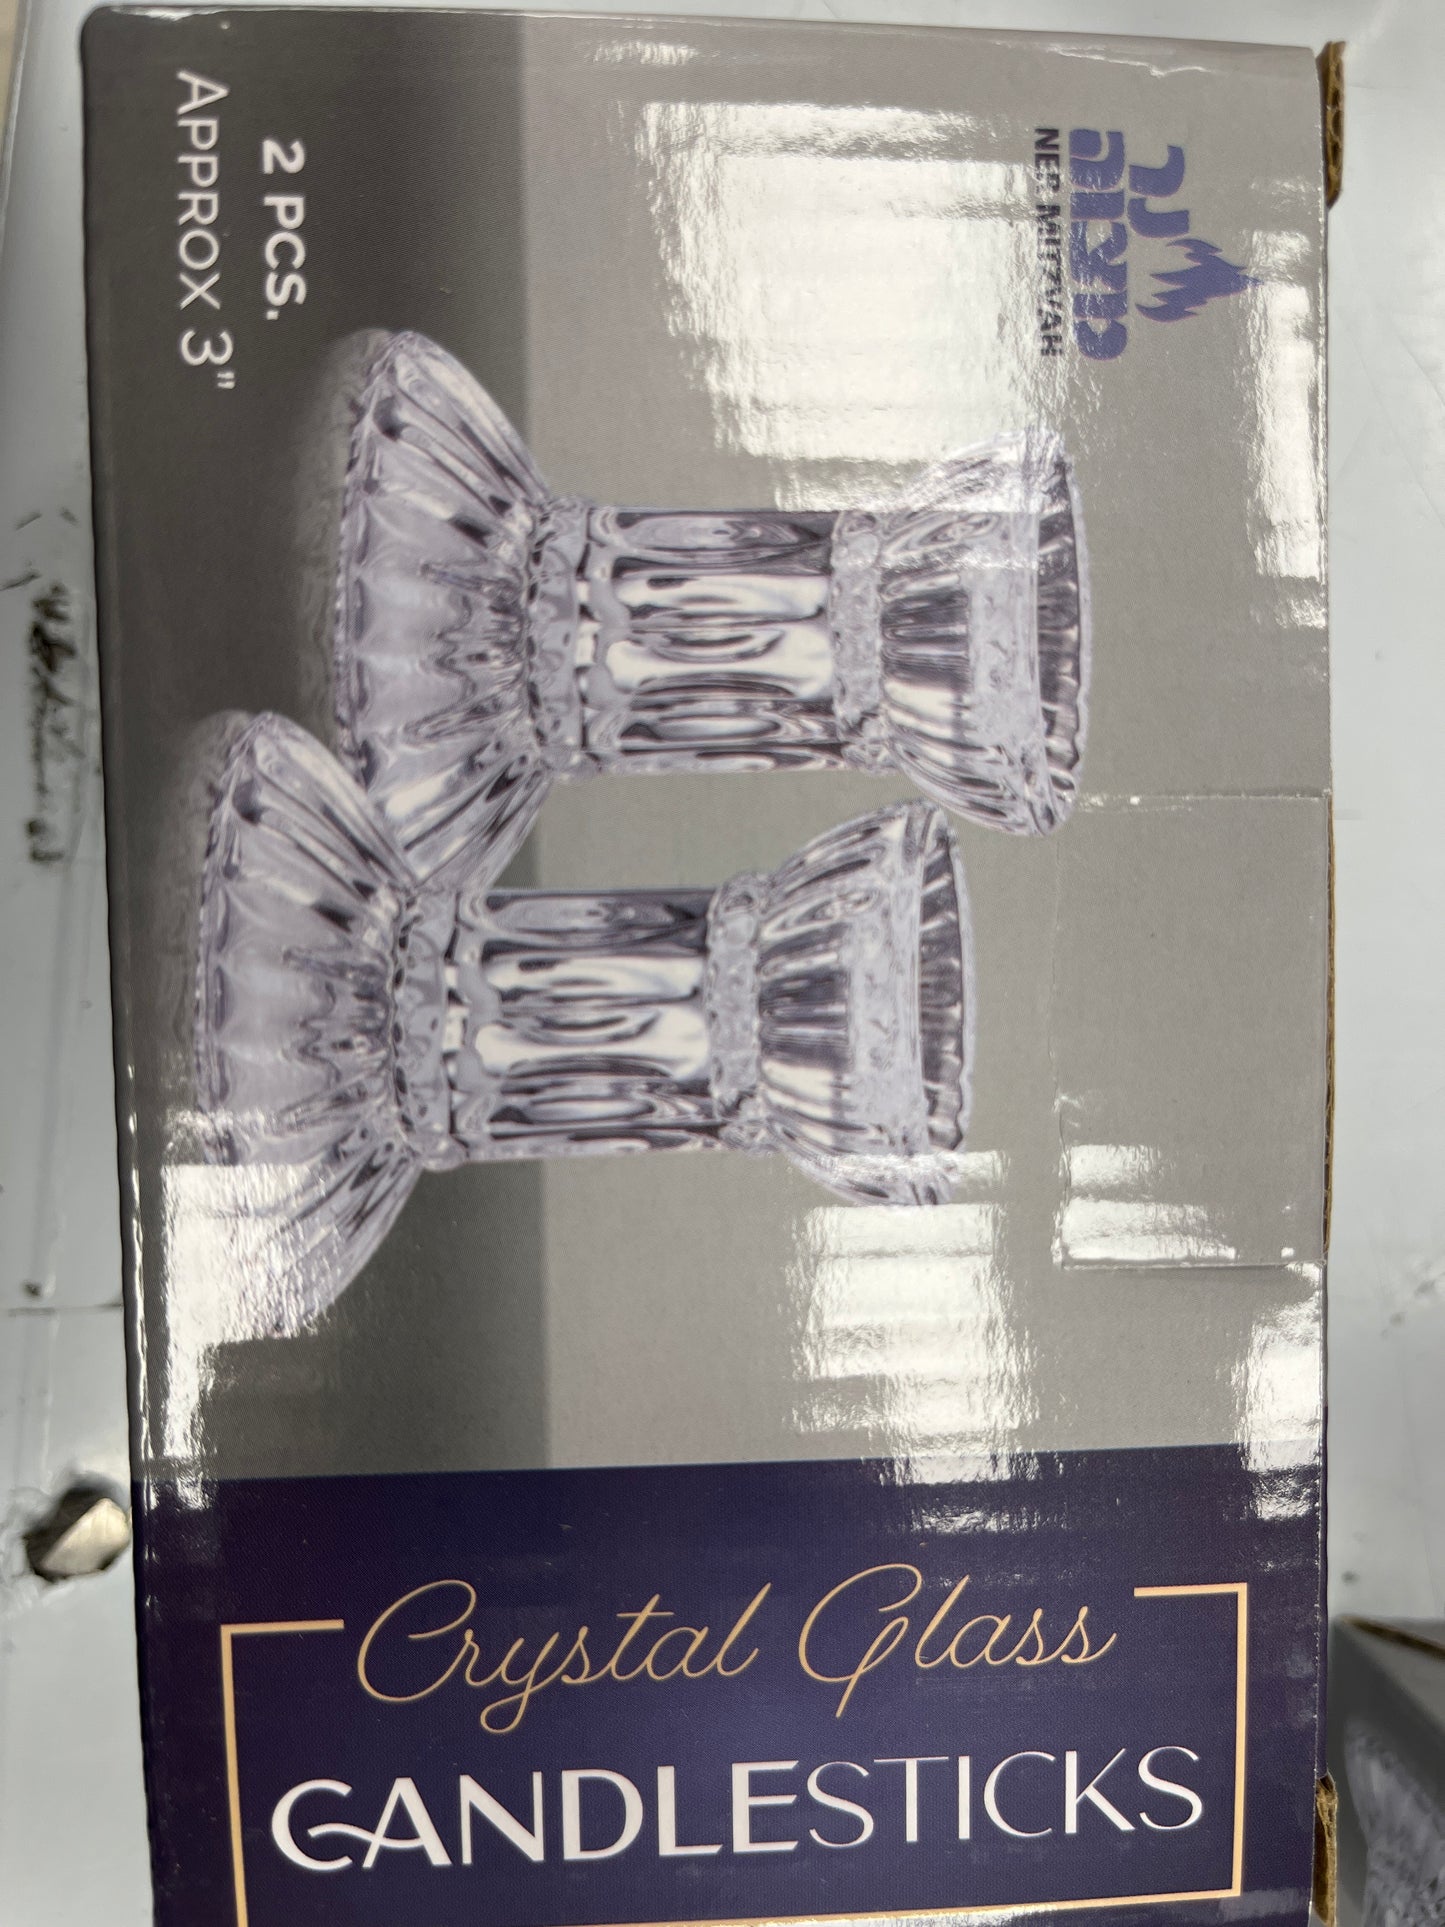 נר
מצוה
NER MITZVAH
2 PCS.
APPROX 3"
Crystal Glass
CANDLESTICKS